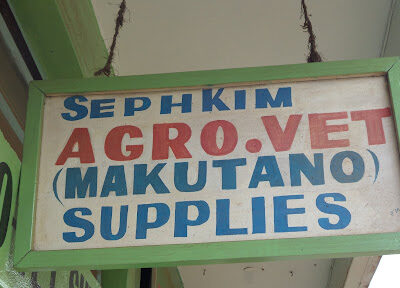 SEPHKIM
AGRO.VET
(MAKUTANO)
SUPPLIES